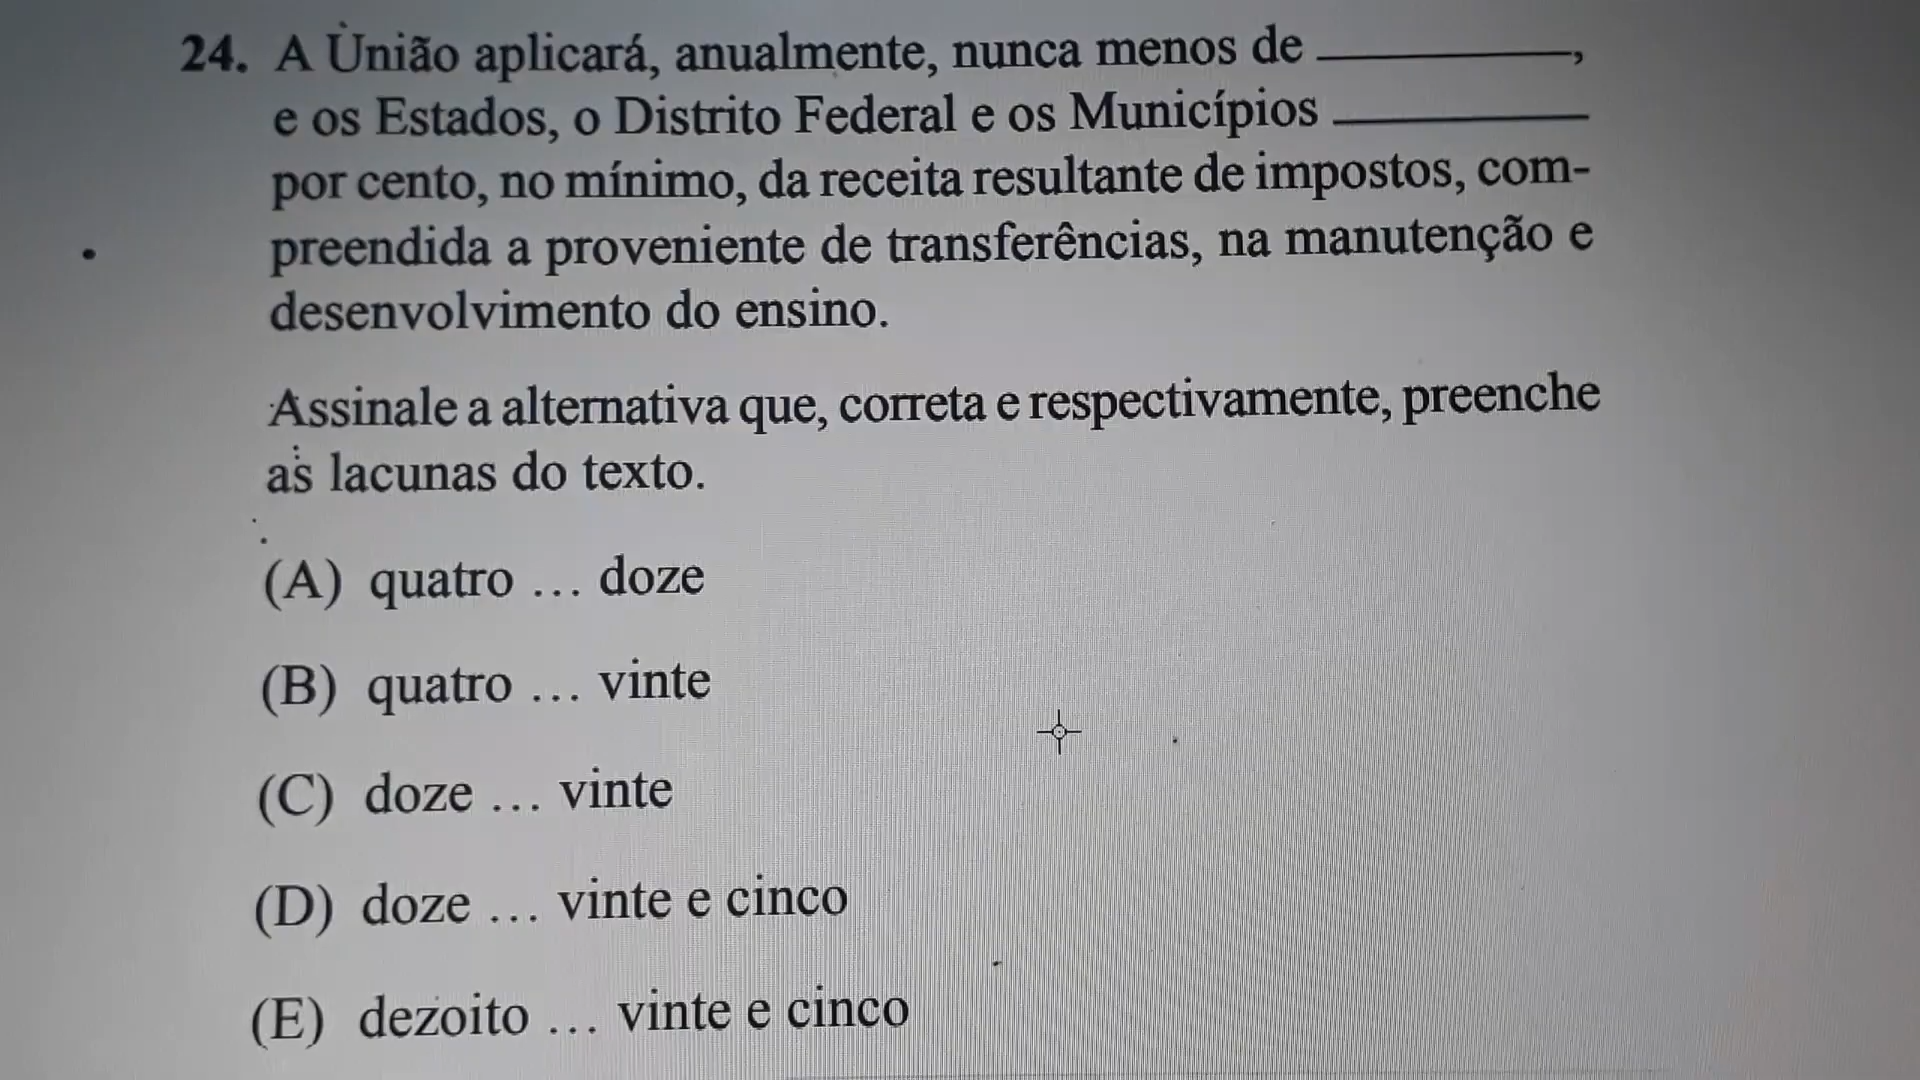 24. A União aplicará, anualmente, nunca menos de __________,
e os Estados, o Distrito Federal e os Municípios __________
por cento, no mínimo, da receita resultante de impostos, com-
preendida a proveniente de transferências, na manutenção e
desenvolvimento do ensino.
Assinale a alternativa que, correta e respectivamente, preenche
as lacunas do texto.
(A) quatro … doze
(B) quatro … vinte
(C) doze … vinte
(D) doze … vinte e cinco
(E) dezoito … vinte e cinco